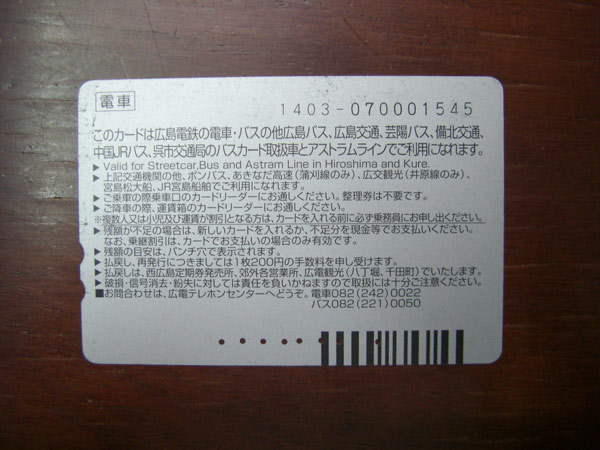 電車
1403-070001545
このカードは広島電鉄の電車・バスの他広島バス、広島交通、芸陽バス、備北交通、
中国JRバス、呉市交通局のバスカード取扱車とアストラムラインでご利用になれます。
▶Valid for Streetcar,Bus and Astram Line in Hiroshima and Kure.
▶上記交通機関の他、ボンバス、あきなだ高速(蒲刈線のみ)、広交観光(井原線のみ)、
宮島松大船、JR宮島船舶でご利用になれます。
▶ご乗車の際乗車口のカードリーダーにお通しください。整理券は不要です。
▶ご降車の際、運賃箱のカードリーダーにお通しください。
※複数人又は小児及び運賃が割引となる方は、カードを入れる前に必ず乗務員にお申し出ください。
▶残額が不足の場合は、新しくカードを入れるか、不足分を現金等でお支払いください。
なお、乗継割引は、カードでお支払いの場合のみ有効です。
▶残額の目安は、パンチ穴で表示されます。
▶払戻し、再発行につきましては1枚200円の手数料を申し受けます。
▶払戻しは、西広島定期券発売所、郊外各営業所、広電観光(八丁堀、千田町)でいたします。
▶破損・信号消去・紛失に対しては責任を負いかねますので取扱には十分ご注意ください。
■お問合わせは、広電テレホンセンターへどうぞ。電車082(242)0022
バス082(221)0050